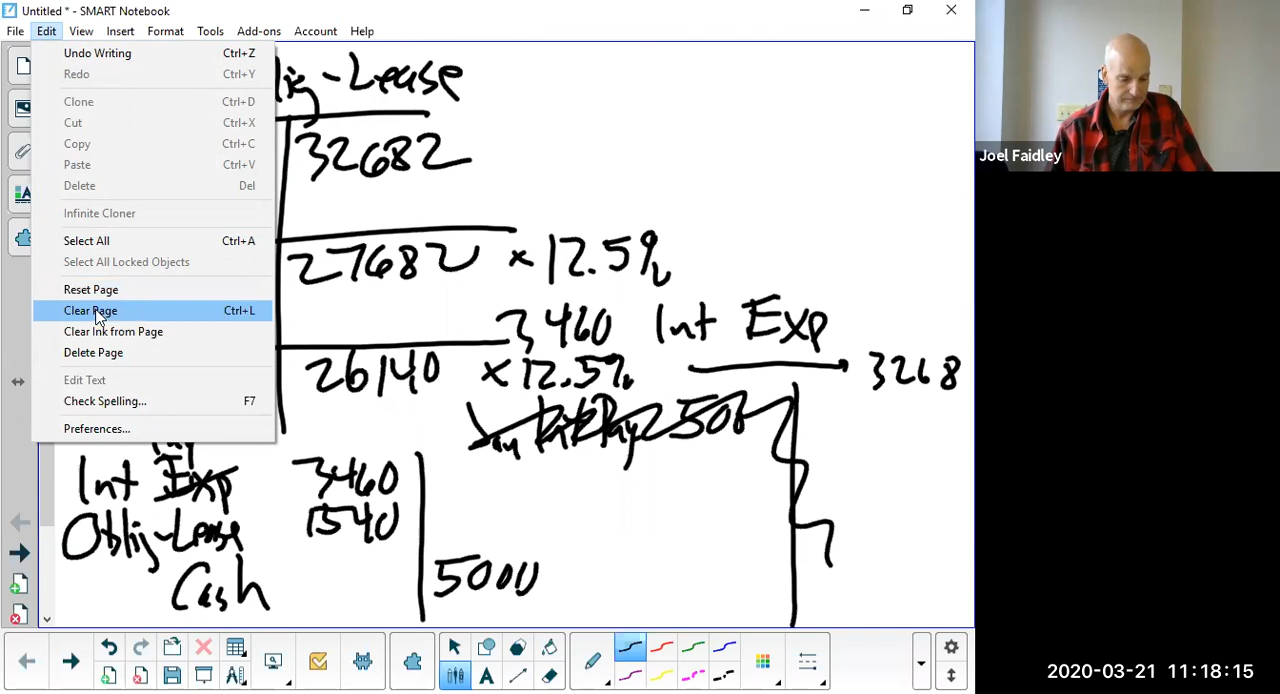 Untitled * - SMART Notebook
File Edit View Insert Format Tools Add-ons Account Help
Undo Writing Ctrl+Z
Redo Ctrl+Y
Clone Ctrl+D
Cut Ctrl+X
Copy Ctrl+C
Paste Ctrl+V
Delete Del
Infinite Cloner
Select All Ctrl+A
Select All Locked Objects
Reset Page
Clear Page Ctrl+L
Clear Ink from Page
Delete Page
Edit Text
Check Spelling... F7
Preferences...
lig-Lease
32682
27682 × 12.5%
3460 Int Exp
26140 × 12.5% 3268
Int Exp 3460
Oblig-Lease 1540
Cash 5000
Joel Faidley
2020-03-21 11:18:15